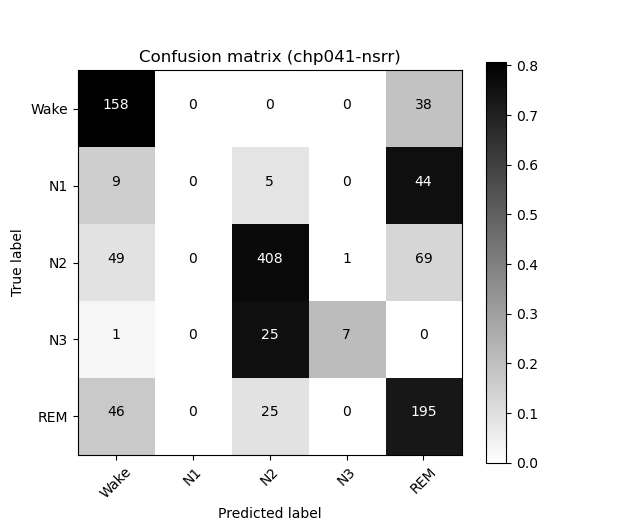 Confusion matrix (chp041-nsrr)
True label
Wake 158 0 0 0 38
N1 9 0 5 0 44
N2 49 0 408 1 69
N3 1 0 25 7 0
REM 46 0 25 0 195
Wake N1 N2 N3 REM
Predicted label
0.8
0.7
0.6
0.5
0.4
0.3
0.2
0.1
0.0